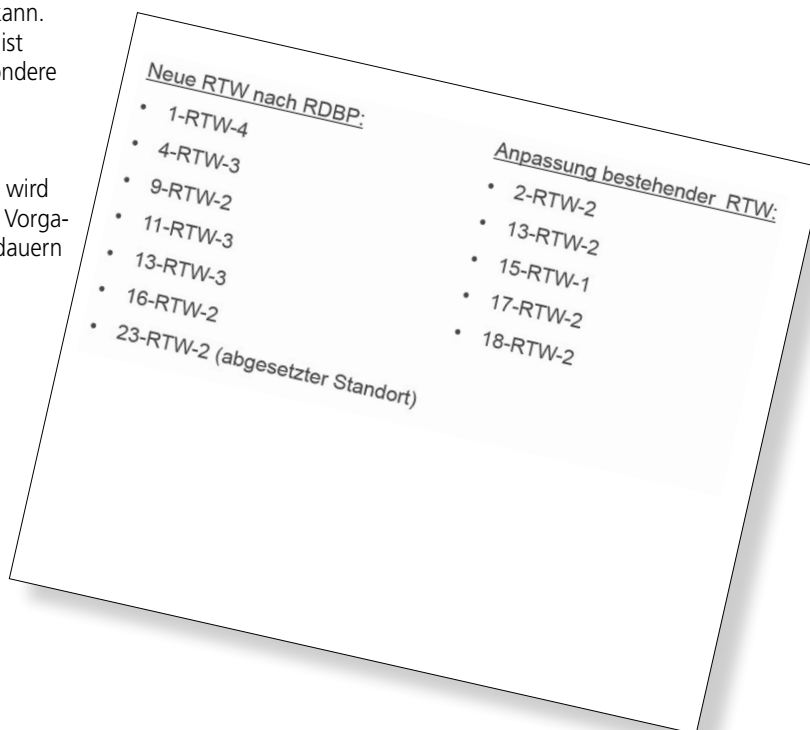 ann.
ist
ondere
wird
Vorga-
dauern
Neue RTW nach RDBP:
• 1-RTW-4
• 4-RTW-3
• 9-RTW-2
• 11-RTW-3
• 13-RTW-3
• 16-RTW-2
• 23-RTW-2 (abgesetzter Standort)
Anpassung bestehender RTW:
• 2-RTW-2
• 13-RTW-2
• 15-RTW-1
• 17-RTW-2
• 18-RTW-2